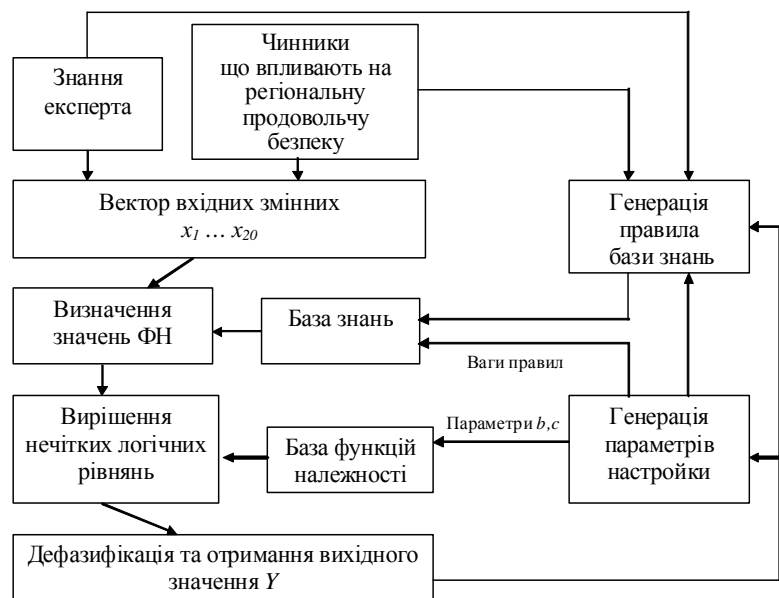 Знання
експерта
Чинники
що впливають на
регіональну
продовольчу
безпеку
Вектор вхідних змінних
x1 … x20
Генерація
правила
бази знань
Визначення
значень ФН
База знань
Ваги правил
Вирішення
нечітких логічних
рівнянь
База функцій
належності
Параметри b,c
Генерація
параметрів
настройки
Дефазифікація та отримання вихідного
значення Y